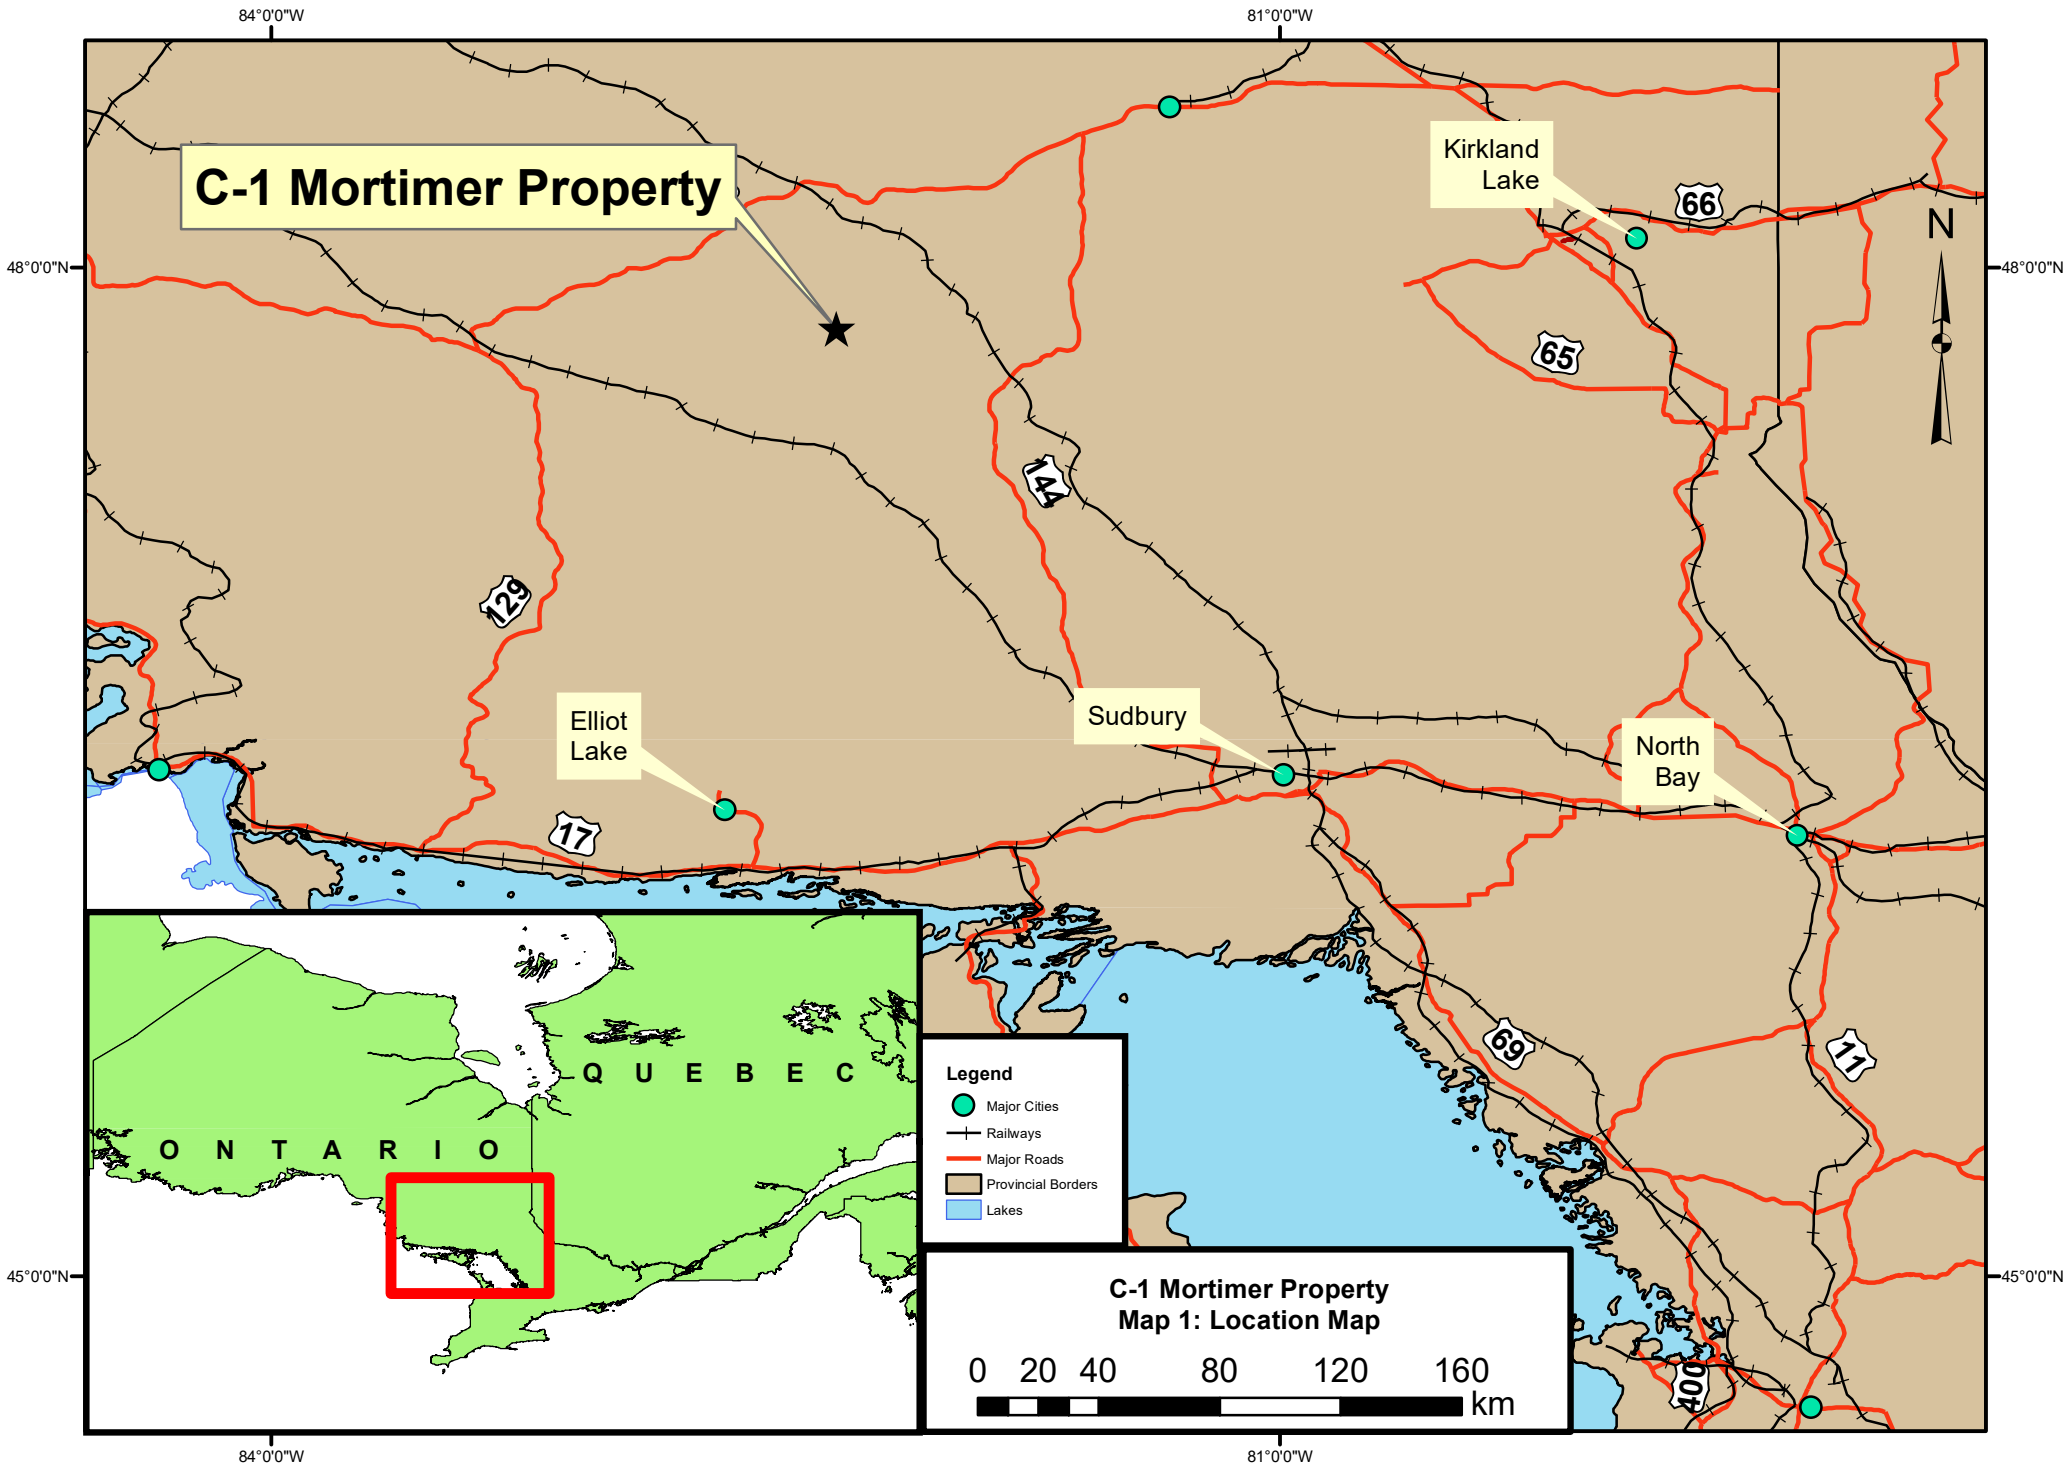 84°0'0"W
81°0'0"W
C-1 Mortimer Property
Kirkland
Lake
66
N
48°0'0"N
48°0'0"N
65
144
129
Elliot
Lake
Sudbury
North
Bay
17
69
11
QUEBEC
ONTARIO
Legend
Major Cities
Railways
Major Roads
Provincial Borders
Lakes
45°0'0"N
45°0'0"N
C-1 Mortimer Property
Map 1: Location Map
0 20 40 80 120 160
km
400
84°0'0"W
81°0'0"W